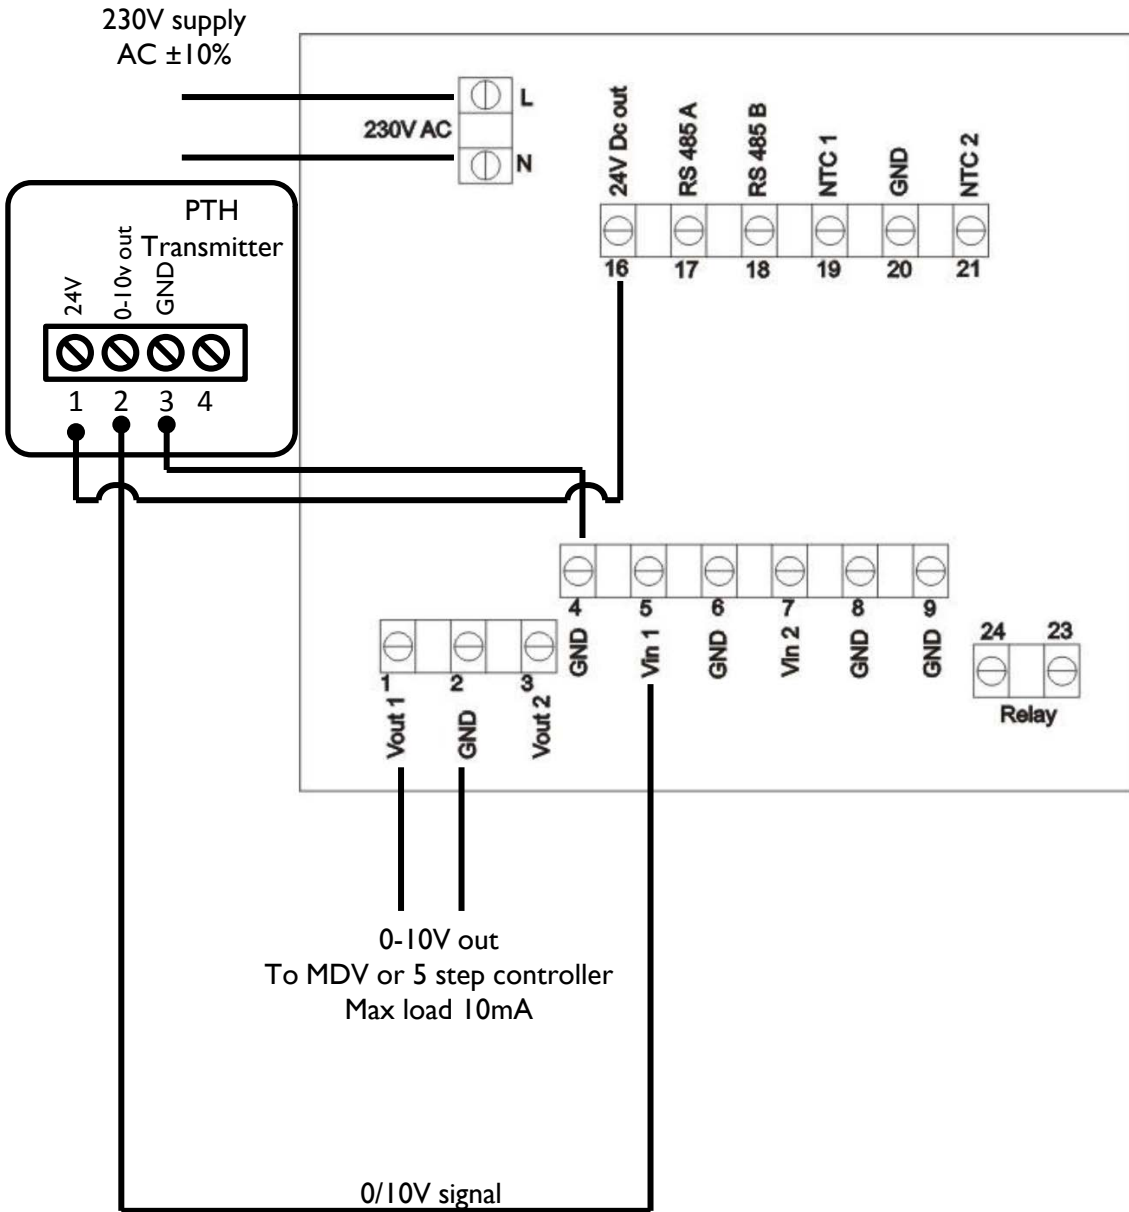 230V supply
AC ±10%
L
230V AC
N
24V Dc out
RS 485 A
RS 485 B
NTC 1
GND
NTC 2
16
17
18
19
20
21
PTH
Transmitter
24V
0-10v out
GND
1
2
3
4
4
5
6
7
8
9
GND
Vin 1
GND
Vin 2
GND
GND
1
2
3
Vout 1
GND
Vout 2
24
23
Relay
0-10V out
To MDV or 5 step controller
Max load 10mA
0/10V signal